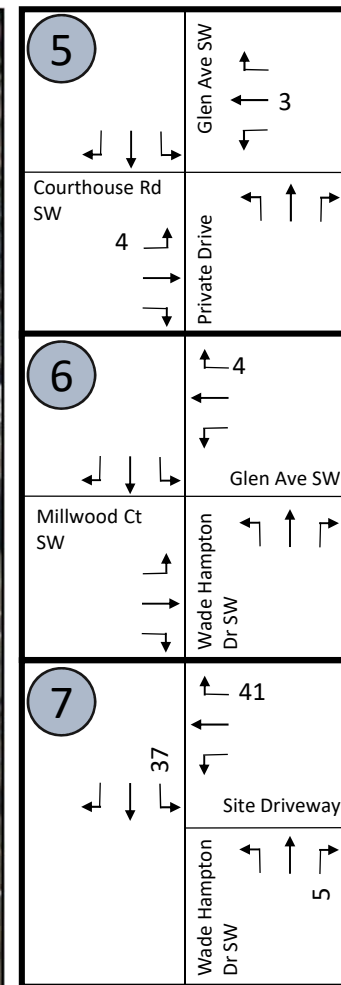 5
Glen Ave SW
3
Courthouse Rd
SW
4
Private Drive
6
4
Glen Ave SW
Millwood Ct
SW
Wade Hampton
Dr SW
7
41
37
Site Driveway
Wade Hampton
Dr SW
5